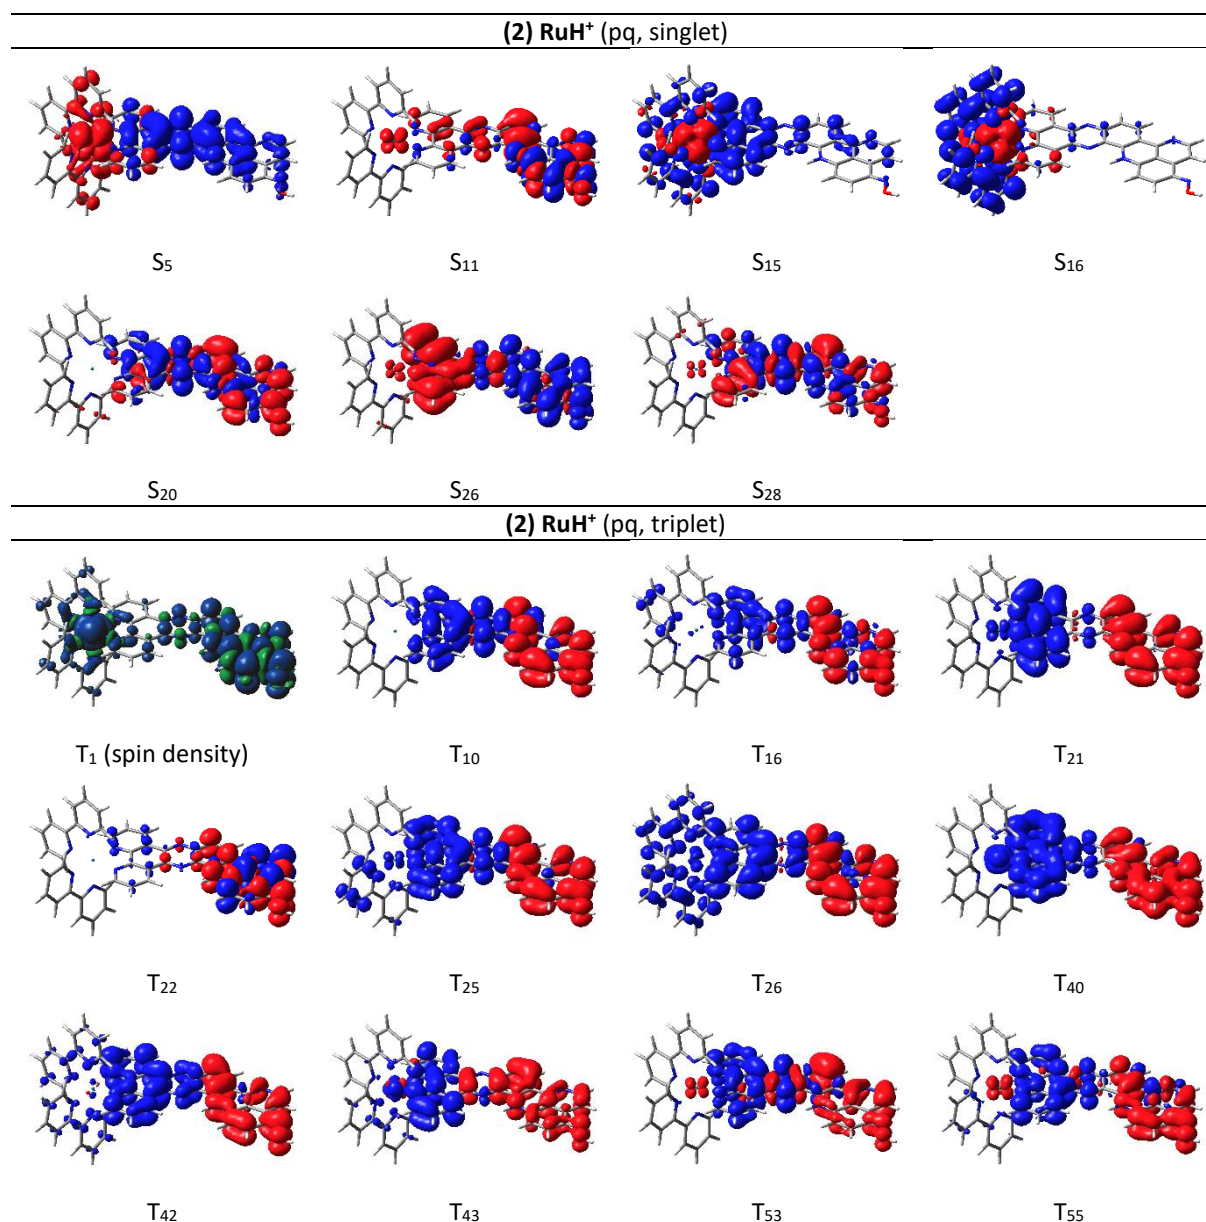 (2) RuH⁺ (pq, singlet)
S₅ S₁₁ S₁₅ S₁₆
S₂₀ S₂₆ S₂₈
(2) RuH⁺ (pq, triplet)
T₁ (spin density) T₁₀ T₁₆ T₂₁
T₂₂ T₂₅ T₂₆ T₄₀
T₄₂ T₄₃ T₅₃ T₅₅